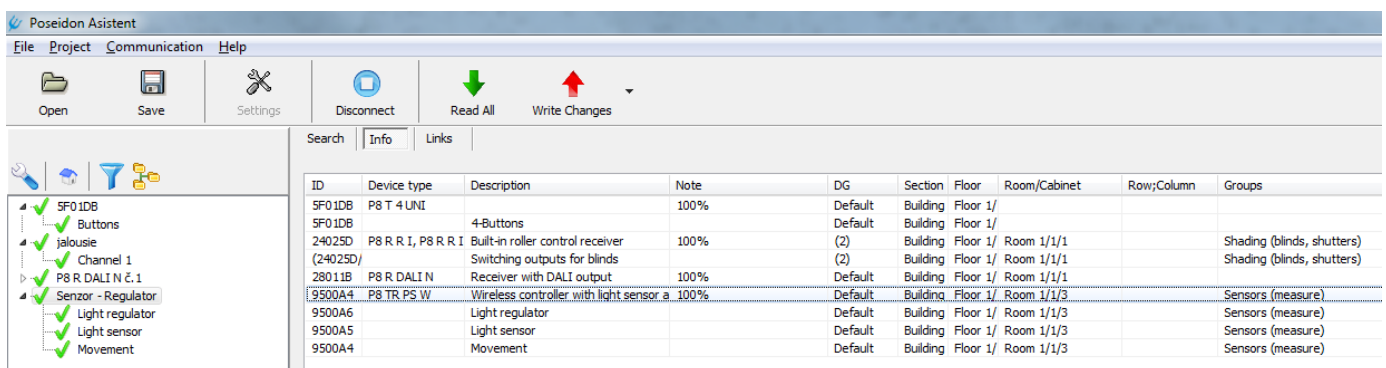 Poseidon Asistent
File Project Communication Help
Open Save Settings Disconnect Read All Write Changes
Search Info Links
ID Device type Description Note DG Section Floor Room/Cabinet Row;Column Groups
5F01DB P8 T 4 UNI 100% Default Building Floor 1/
5F01DB 4-Buttons Default Building Floor 1/
24025D P8 R R I, P8 R R I Built-in roller control receiver 100% (2) Building Floor 1/ Room 1/1/1 Shading (blinds, shutters)
(24025D/ Switching outputs for blinds (2) Building Floor 1/ Room 1/1/1 Shading (blinds, shutters)
28011B P8 R DALI N Receiver with DALI output 100% Default Building Floor 1/ Room 1/1/1
9500A4 P8 TR PS W Wireless controller with light sensor a 100% Default Building Floor 1/ Room 1/1/3 Sensors (measure)
9500A6 Light regulator Default Building Floor 1/ Room 1/1/3 Sensors (measure)
9500A5 Light sensor Default Building Floor 1/ Room 1/1/3 Sensors (measure)
9500A4 Movement Default Building Floor 1/ Room 1/1/3 Sensors (measure)
5F01DB
Buttons
jalousie
Channel 1
P8 R DALI N č.1
Senzor - Regulator
Light regulator
Light sensor
Movement